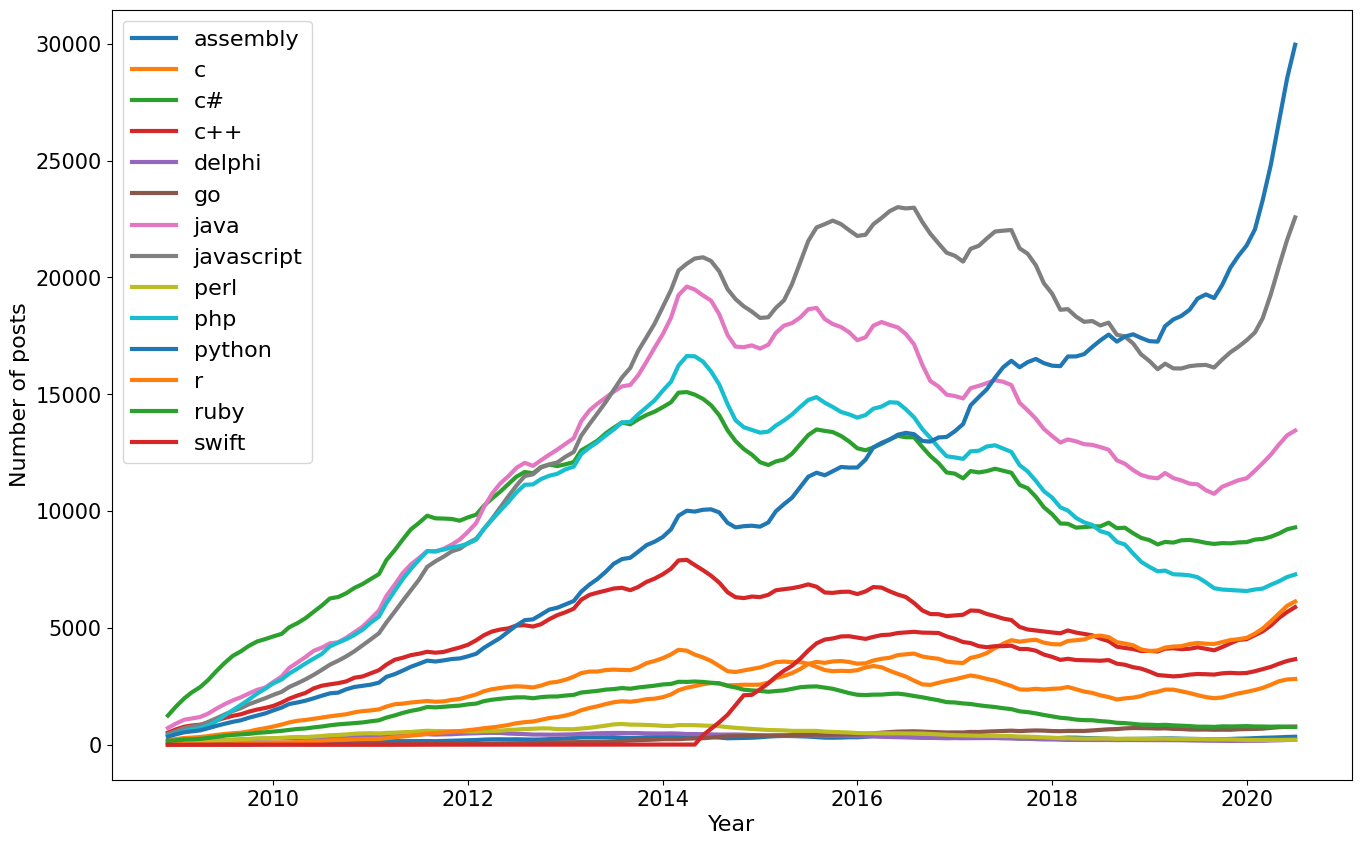 assembly
c
c#
c++
delphi
go
java
javascript
perl
php
python
r
ruby
swift
30000
25000
20000
15000
10000
5000
0
Number of posts
2010 2012 2014 2016 2018 2020
Year